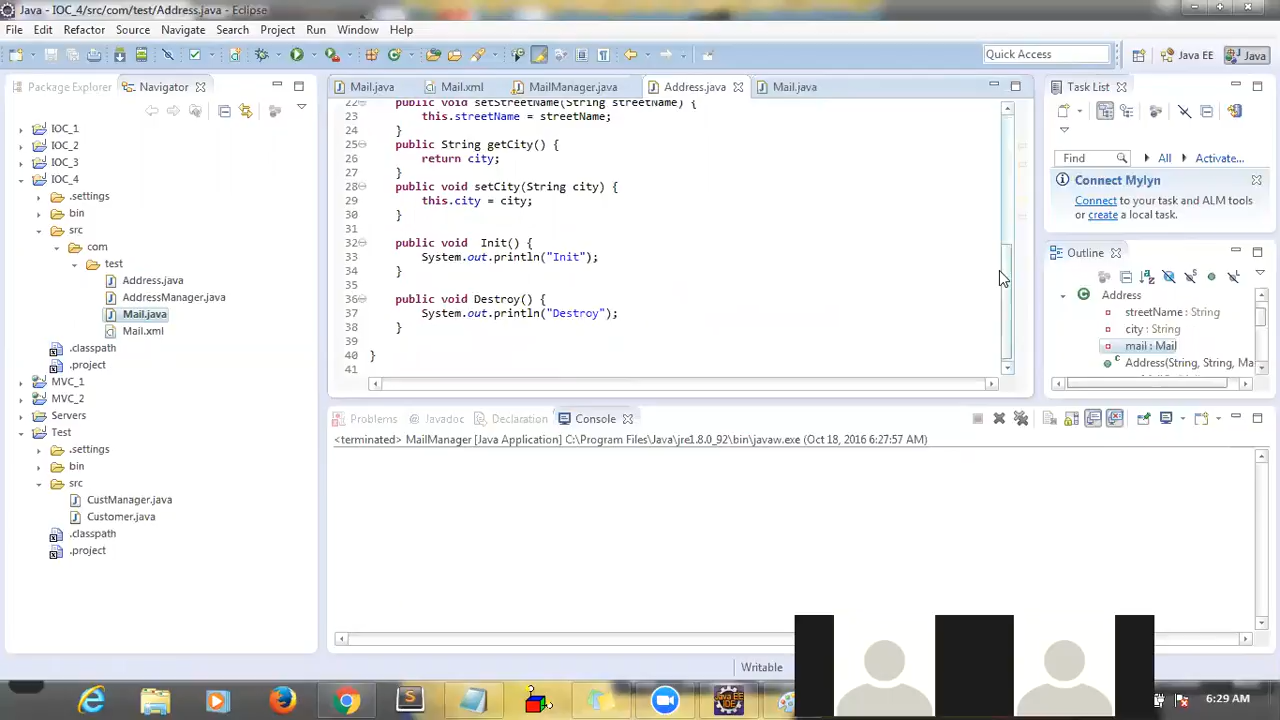 Java - IOC_4/src/com/test/Address.java - Eclipse
File Edit Refactor Source Navigate Search Project Run Window Help
Quick Access
Java EE
Java
Package Explorer
Navigator
IOC_1
IOC_2
IOC_3
IOC_4
.settings
bin
src
com
test
Address.java
AddressManager.java
Mail.java
Mail.xml
.classpath
.project
MVC_1
MVC_2
Servers
Test
.settings
bin
src
CustManager.java
Customer.java
.classpath
.project
Mail.java
Mail.xml
MailManager.java
Address.java
Mail.java
22 public void setStreetName(String streetName) {
23 this.streetName = streetName;
24 }
25 public String getCity() {
26 return city;
27 }
28 public void setCity(String city) {
29 this.city = city;
30 }
31
32 public void Init() {
33 System.out.println("Init");
34 }
35
36 public void Destroy() {
37 System.out.println("Destroy");
38 }
39
40 }
41
Problems
Javadoc
Declaration
Console
<terminated> MailManager [Java Application] C:\Program Files\Java\jre1.8.0_92\bin\javaw.exe (Oct 18, 2016 6:27:57 AM)
Task List
Find
All
Activate...
Connect Mylyn
Connect to your task and ALM tools
or create a local task.
Outline
Address
streetName : String
city : String
mail : Mail
Address(String, String, Ma
Writable
S
Java EE
IDE
6:29 AM